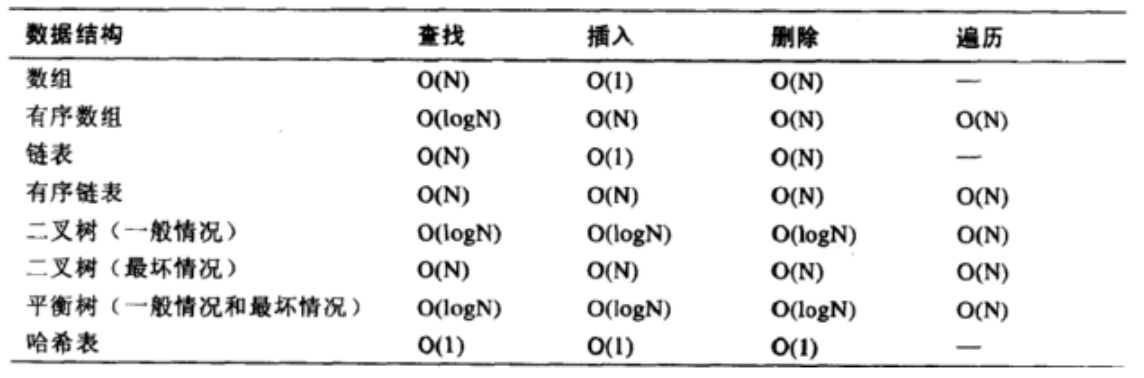 数据结构 查找 插入 删除 遍历
数组 O(N) O(1) O(N) —
有序数组 O(logN) O(N) O(N) O(N)
链表 O(N) O(1) O(N) —
有序链表 O(N) O(N) O(N) O(N)
二叉树（一般情况） O(logN) O(logN) O(logN) O(N)
二叉树（最坏情况） O(N) O(N) O(N) O(N)
平衡树（一般情况和最坏情况） O(logN) O(logN) O(logN) O(N)
哈希表 O(1) O(1) O(1) —